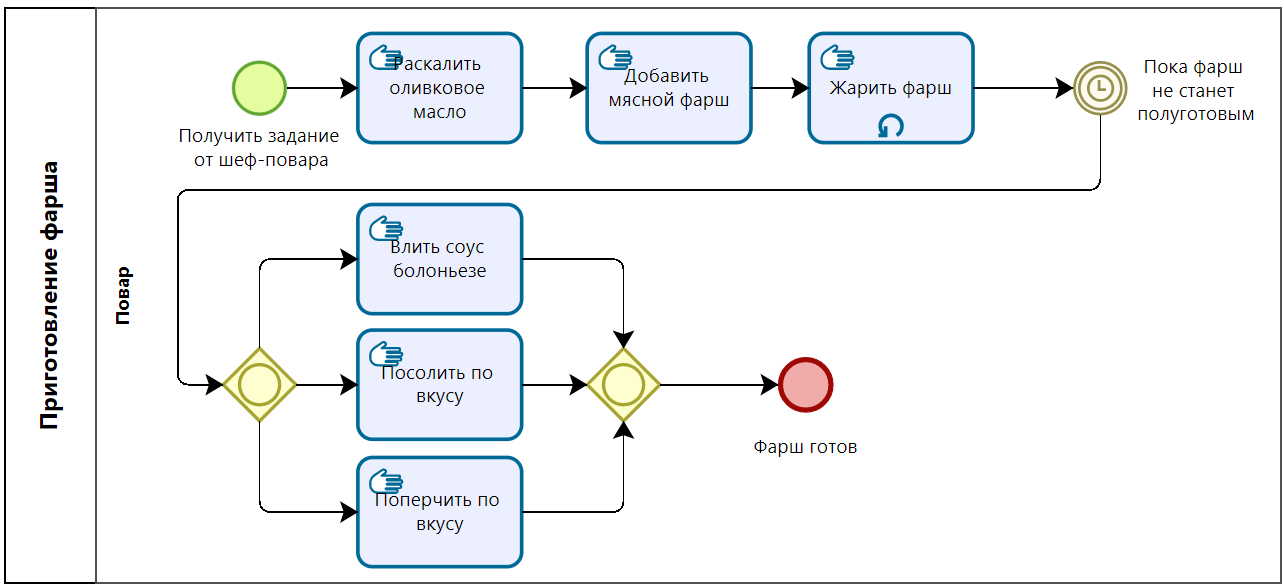 Приготовление фарша
Повар
Получить задание
от шеф-повара
Раскалить
оливковое
масло
Добавить
мясной фарш
Жарить фарш
Пока фарш
не станет
полуготовым
Влить соус
болоньезе
Посолить по
вкусу
Поперчить по
вкусу
Фарш готов